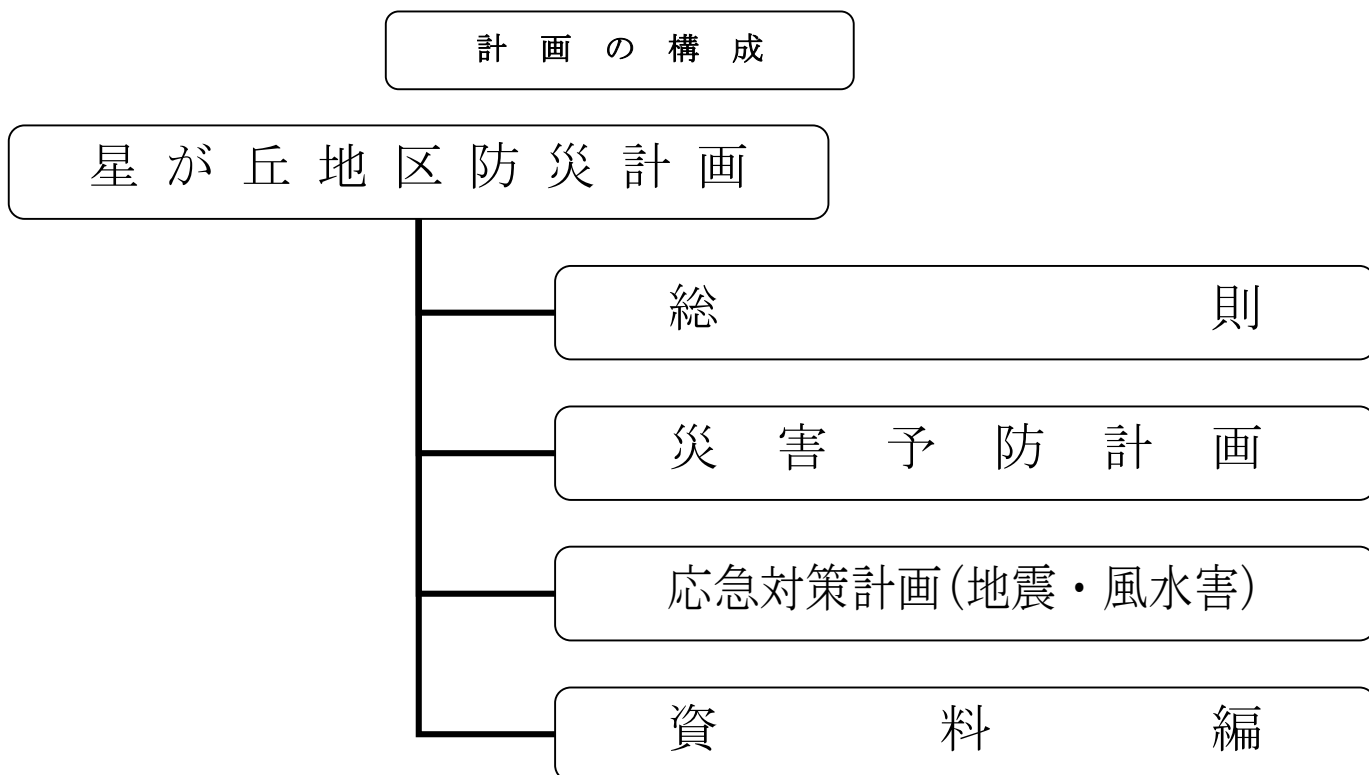 計画の構成
星が丘地区防災計画
総則
災害予防計画
応急対策計画(地震・風水害)
資料編